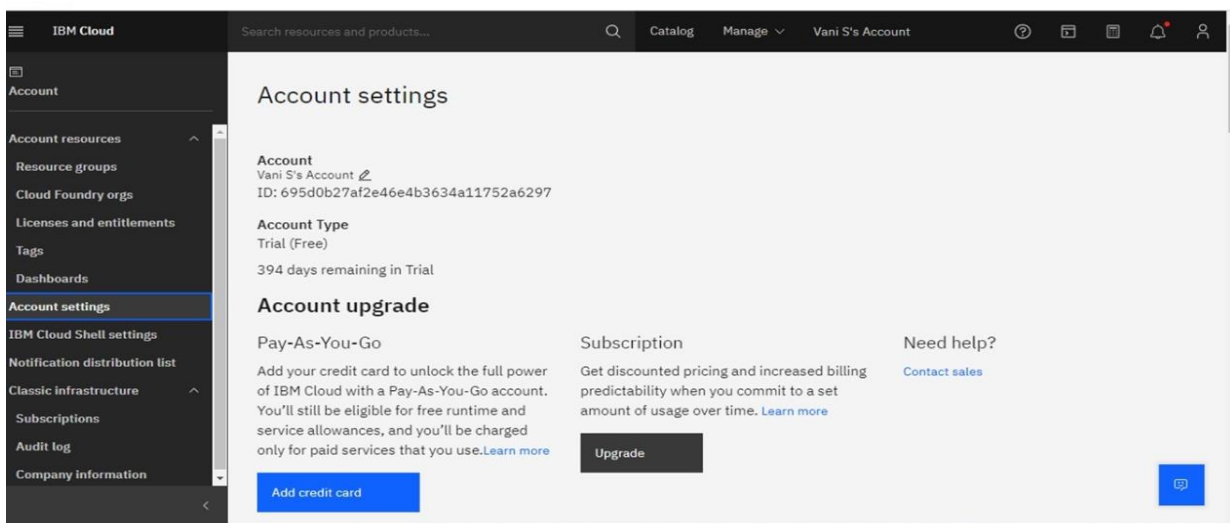 IBM Cloud
Search resources and products...
Catalog
Manage
Vani S's Account
Account
Account resources
Resource groups
Cloud Foundry orgs
Licenses and entitlements
Tags
Dashboards
Account settings
IBM Cloud Shell settings
Notification distribution list
Classic infrastructure
Subscriptions
Audit log
Company information
Account settings
Account
Vani S's Account
ID: 695d0b27af2e46e4b3634a11752a6297
Account Type
Trial (Free)
394 days remaining in Trial
Account upgrade
Pay-As-You-Go
Add your credit card to unlock the full power
of IBM Cloud with a Pay-As-You-Go account.
You'll still be eligible for free runtime and
service allowances, and you'll be charged
only for paid services that you use.Learn more
Add credit card
Subscription
Get discounted pricing and increased billing
predictability when you commit to a set
amount of usage over time. Learn more
Upgrade
Need help?
Contact sales